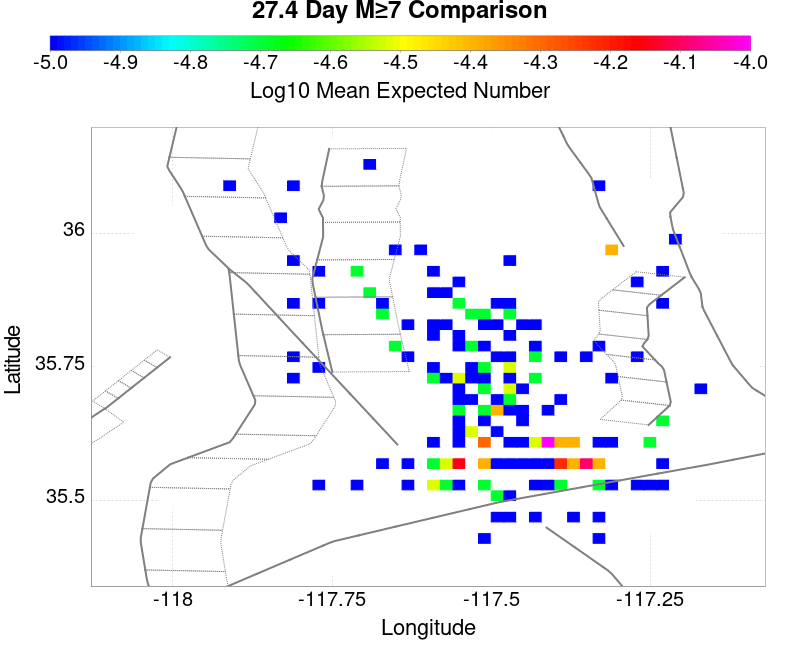 27.4 Day M≥7 Comparison
-5.0 -4.9 -4.8 -4.7 -4.6 -4.5 -4.4 -4.3 -4.2 -4.1 -4.0
Log10 Mean Expected Number
36
35.75
35.5
Latitude
-118 -117.75 -117.5 -117.25
Longitude